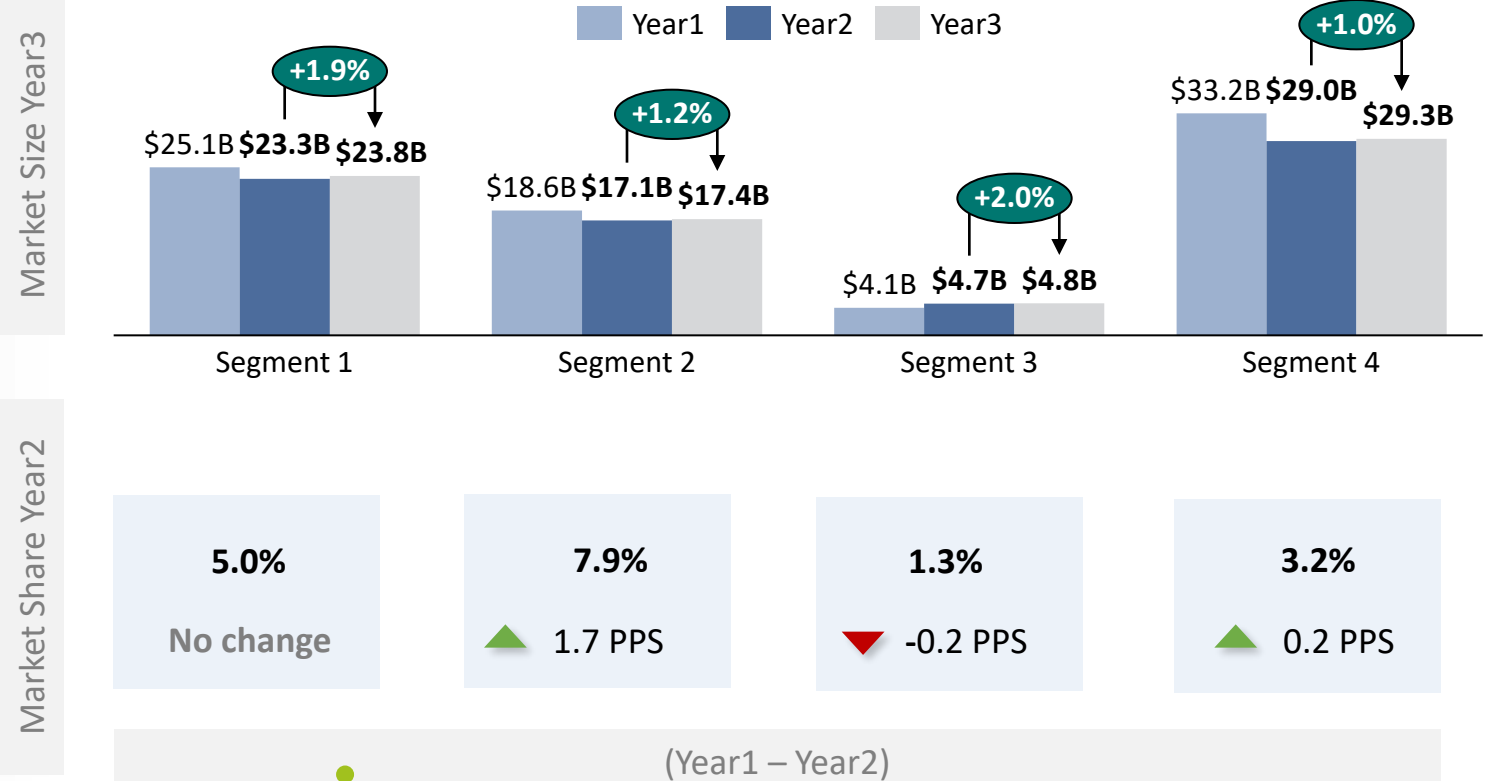 Market Size Year3
Year1 Year2 Year3
+1.9%
$25.1B $23.3B $23.8B
Segment 1
+1.2%
$18.6B $17.1B $17.4B
Segment 2
+2.0%
$4.1B $4.7B $4.8B
Segment 3
+1.0%
$33.2B $29.0B $29.3B
Segment 4
Market Share Year2
5.0%
No change
7.9%
1.7 PPS
1.3%
-0.2 PPS
3.2%
0.2 PPS
(Year1 – Year2)